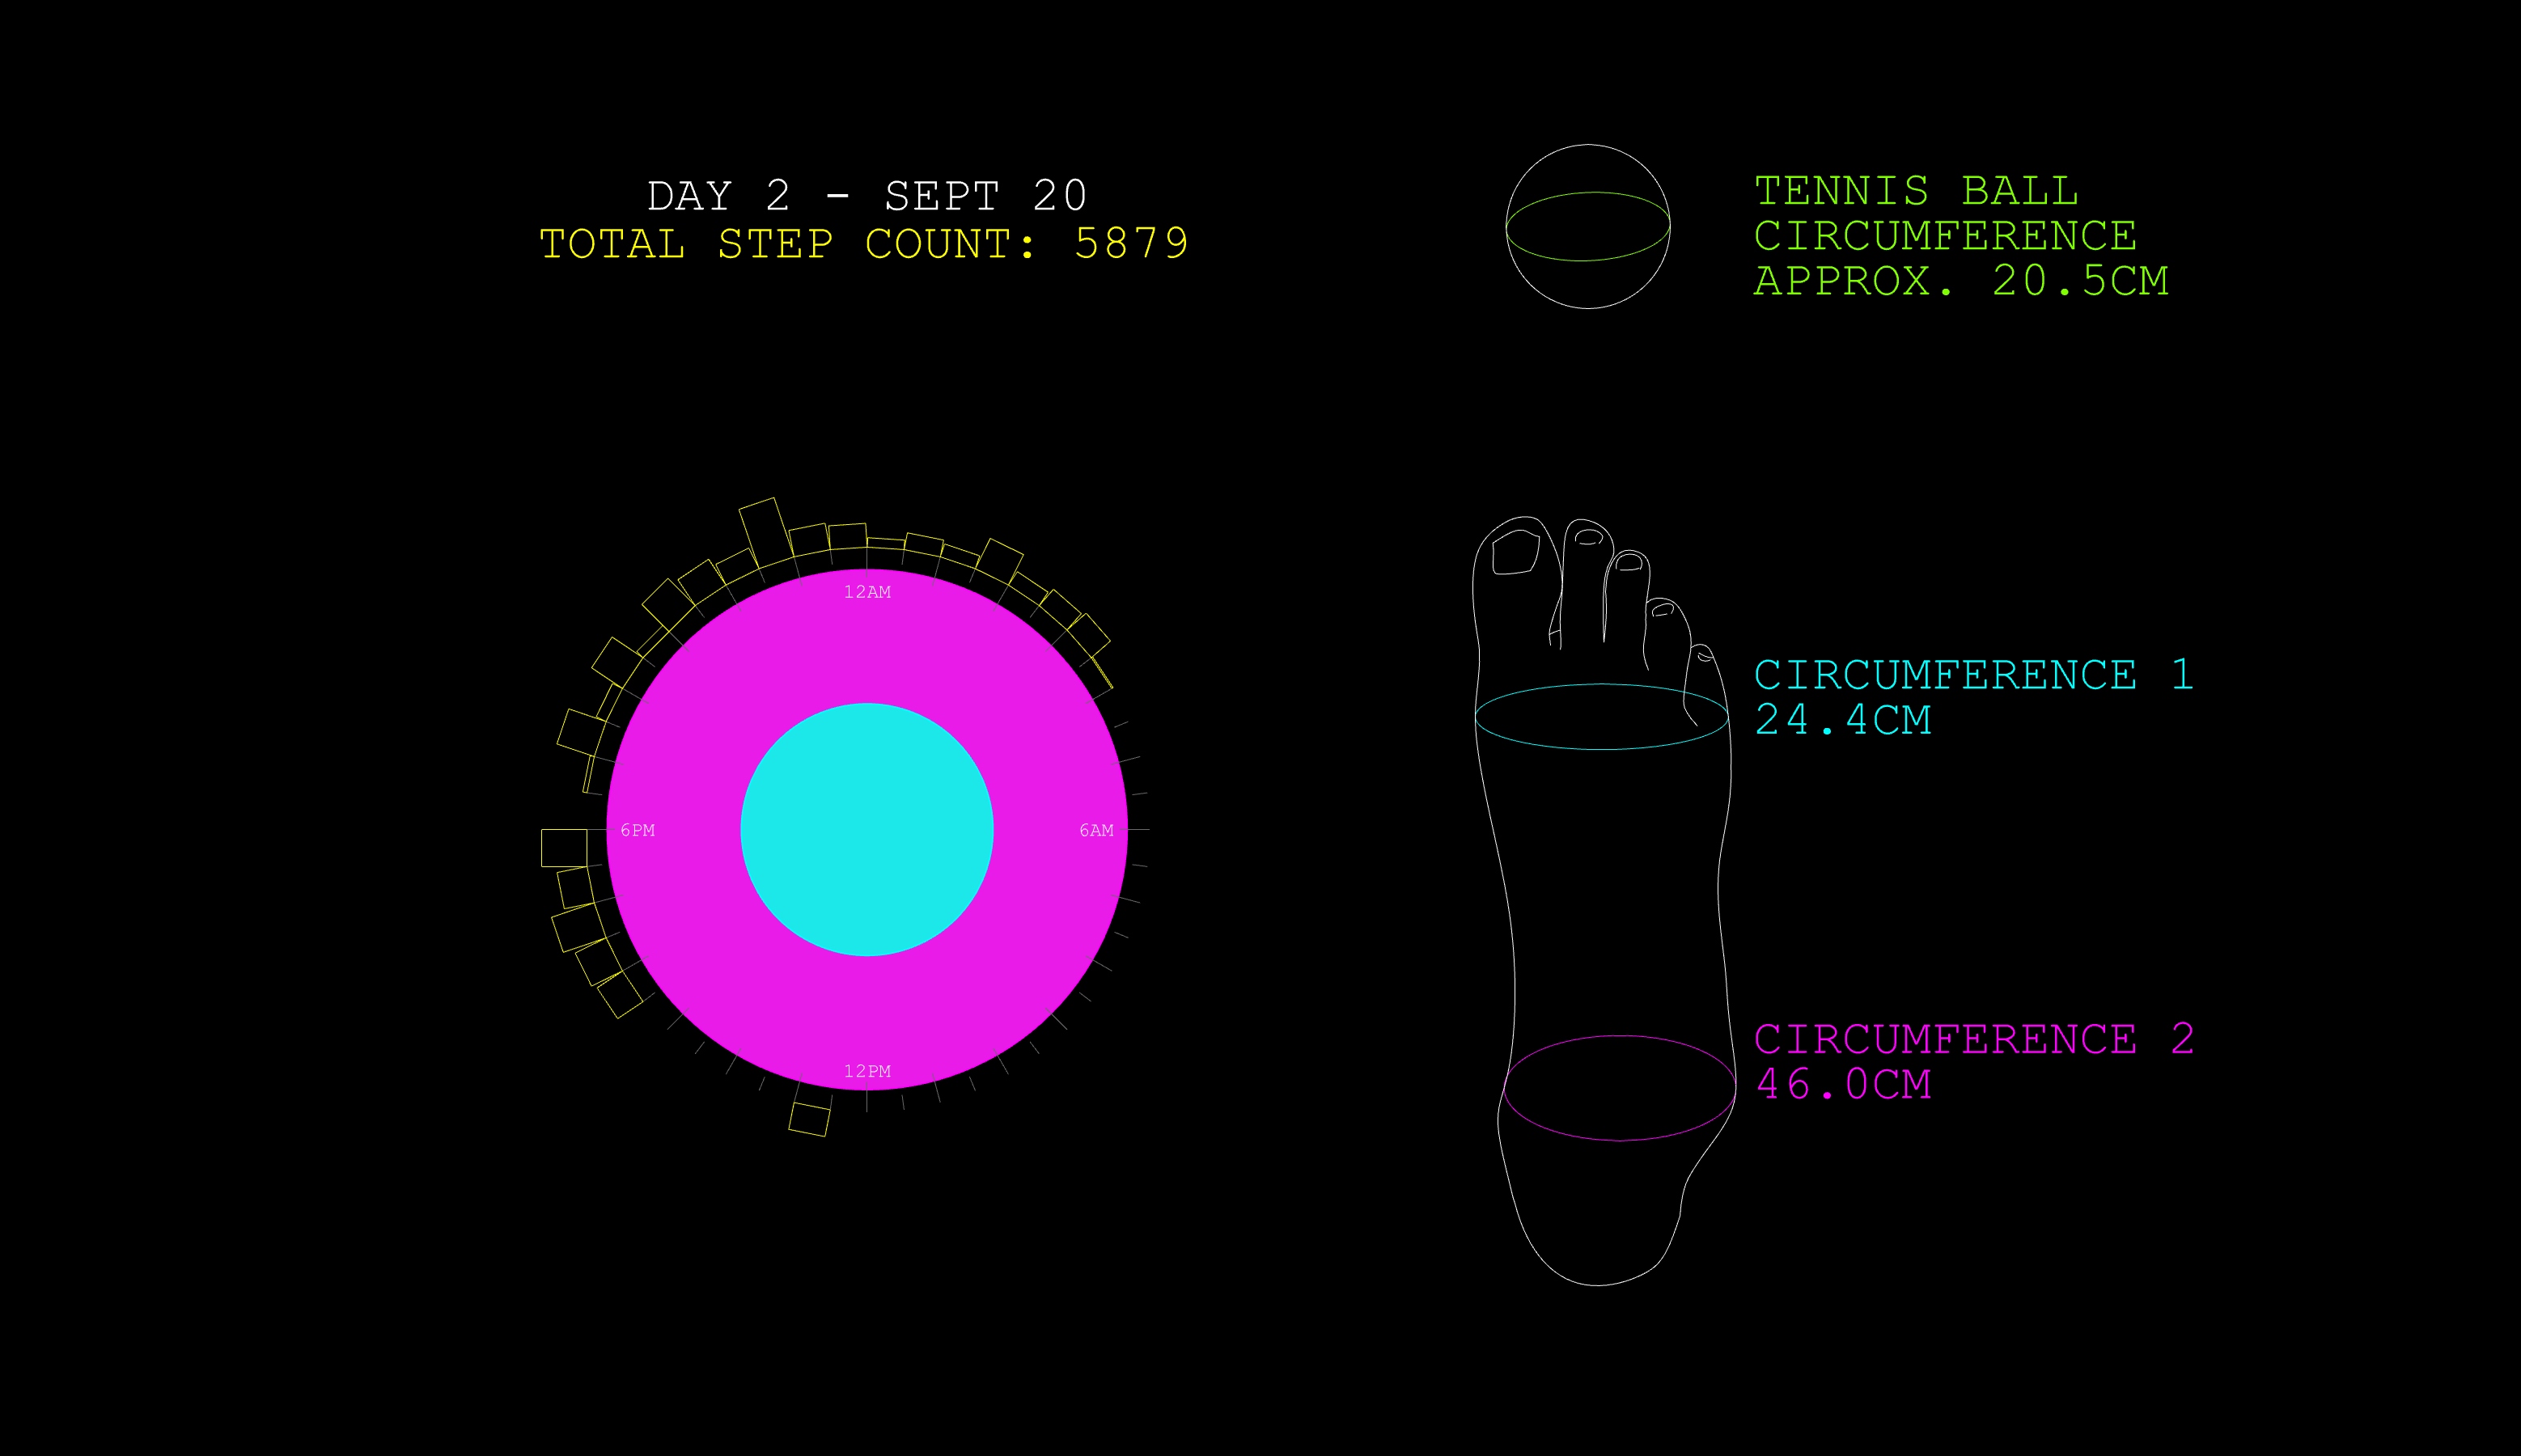 DAY 2 - SEPT 20
TOTAL STEP COUNT: 5879
TENNIS BALL
CIRCUMFERENCE
APPROX. 20.5CM
12AM
6PM
6AM
12PM
CIRCUMFERENCE 1
24.4CM
CIRCUMFERENCE 2
46.0CM